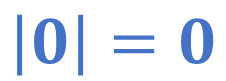 |0| = 0